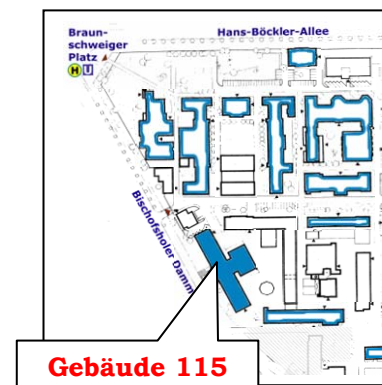 Braun-
schweiger
Platz
H U
Hans-Böckler-Allee
Bischofsholer Damm
Gebäude 115